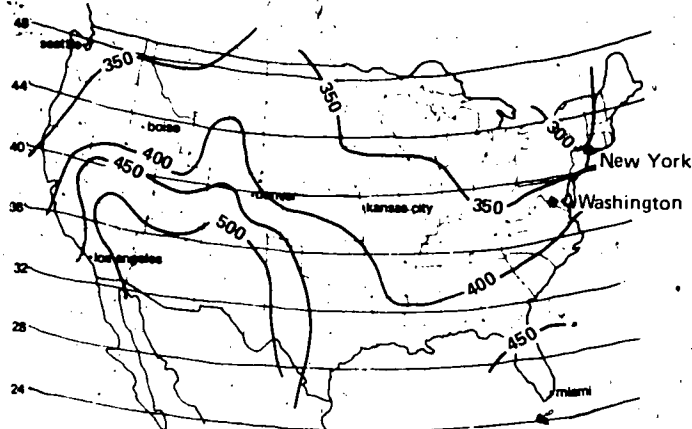 48
seattle
350
44
350
boise
300
40
400
New York
450
denver
kansas-city
350
Washington
36
500
los angeles
32
400
28
450
24
miami